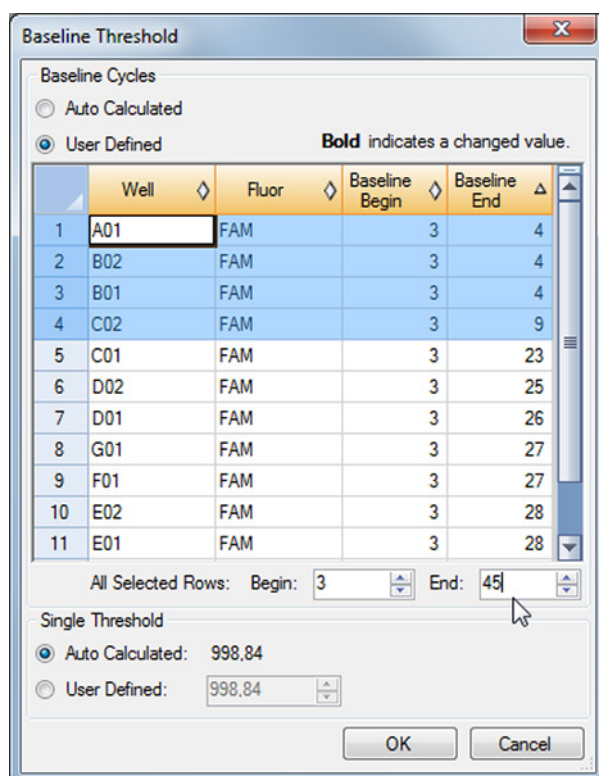 Baseline Threshold
Baseline Cycles
Auto Calculated
User Defined Bold indicates a changed value.
Well Fluor Baseline Begin Baseline End
1 A01 FAM 3 4
2 B02 FAM 3 4
3 B01 FAM 3 4
4 C02 FAM 3 9
5 C01 FAM 3 23
6 D02 FAM 3 25
7 D01 FAM 3 26
8 G01 FAM 3 27
9 F01 FAM 3 27
10 E02 FAM 3 28
11 E01 FAM 3 28
All Selected Rows: Begin: 3 End: 45
Single Threshold
Auto Calculated: 998,84
User Defined: 998,84
OK Cancel